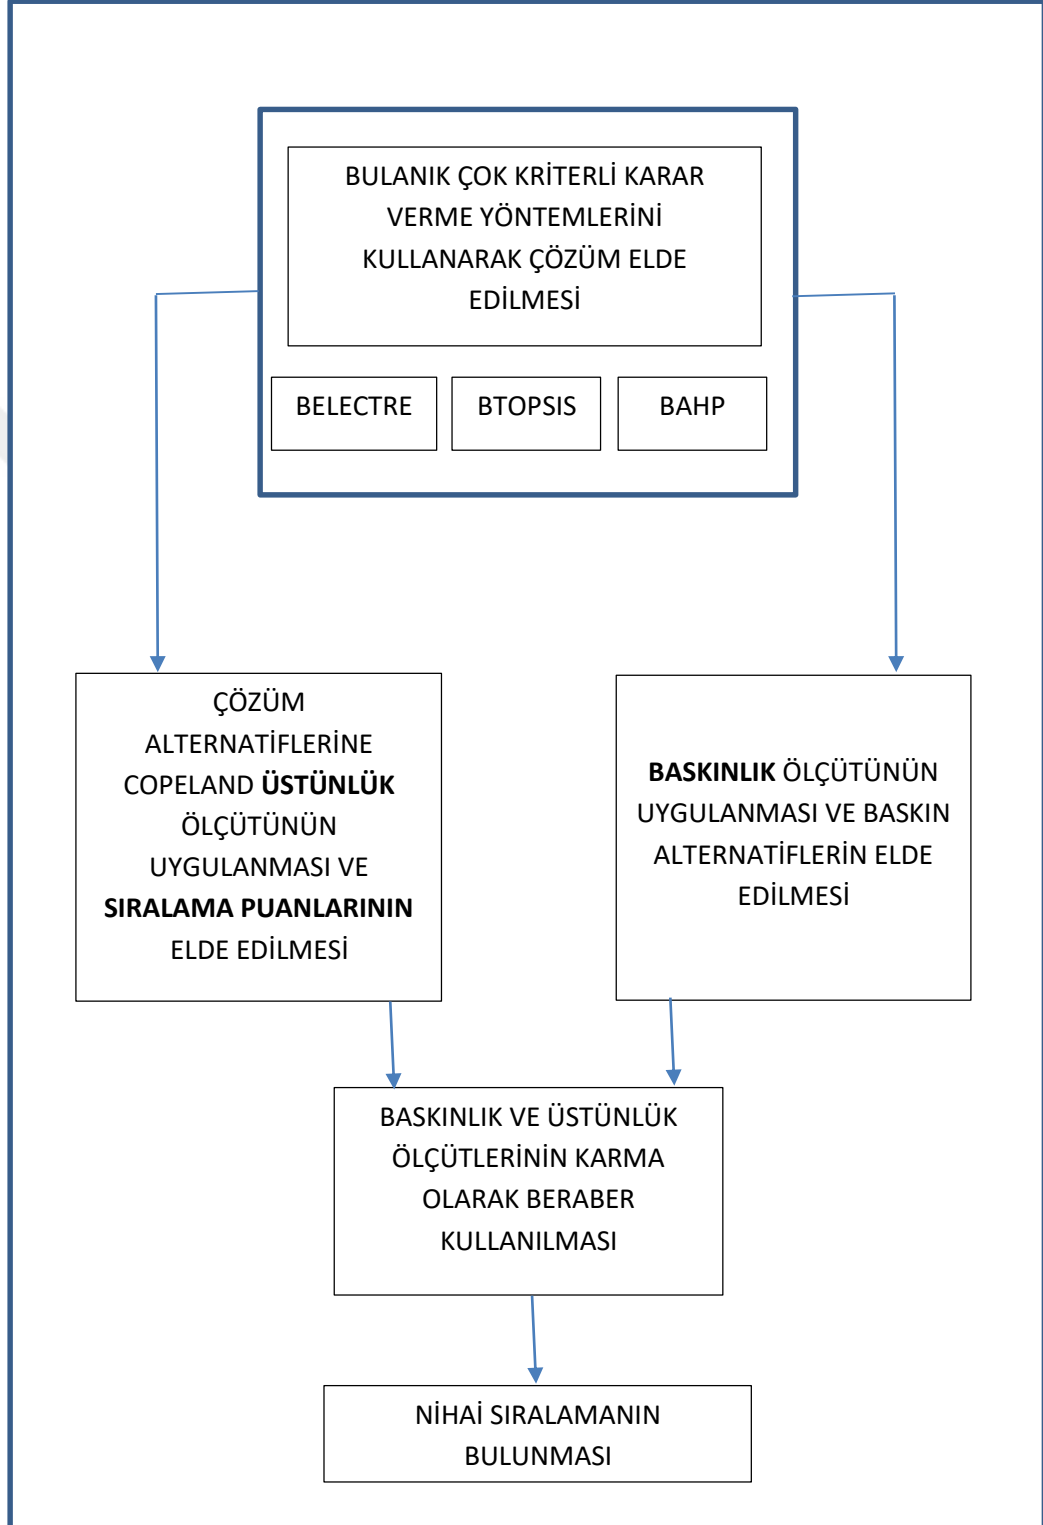 BULANIK ÇOK KRİTERLİ KARAR
VERME YÖNTEMLERİNİ
KULLANARAK ÇÖZÜM ELDE
EDİLMESİ
BELECTRE
BTOPSIS
BAHP
ÇÖZÜM
ALTERNATİFLERİNE
COPELAND ÜSTÜNLÜK
ÖLÇÜTÜNÜN
UYGULANMASI VE
SIRALAMA PUANLARININ
ELDE EDİLMESİ
BASKINLIK ÖLÇÜTÜNÜN
UYGULANMASI VE BASKIN
ALTERNATİFLERİN ELDE
EDİLMESİ
BASKINLIK VE ÜSTÜNLÜK
ÖLÇÜTLERİNİN KARMA
OLARAK BERABER
KULLANILMASI
NİHAİ SIRALAMANIN
BULUNMASI